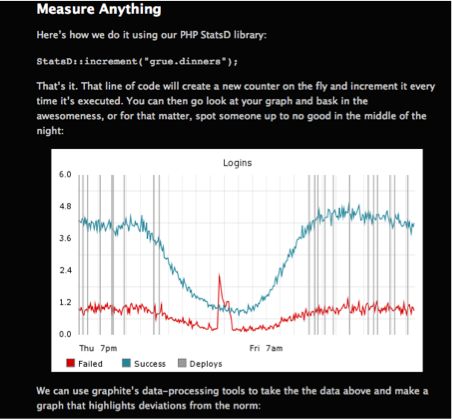 Measure Anything
Here's how we do it using our PHP StatsD library:
StatsD::increment("grue.dinners");
That's it. That line of code will create a new counter on the fly and increment it every
time it's executed. You can then go look at your graph and bask in the
awesomeness, or for that matter, spot someone up to no good in the middle of the
night:
Logins
6.0
4.8
3.6
2.4
1.2
0.0
Thu 7pm Fri 7am
Failed Success Deploys
We can use graphite's data-processing tools to take the the data above and make a
graph that highlights deviations from the norm: